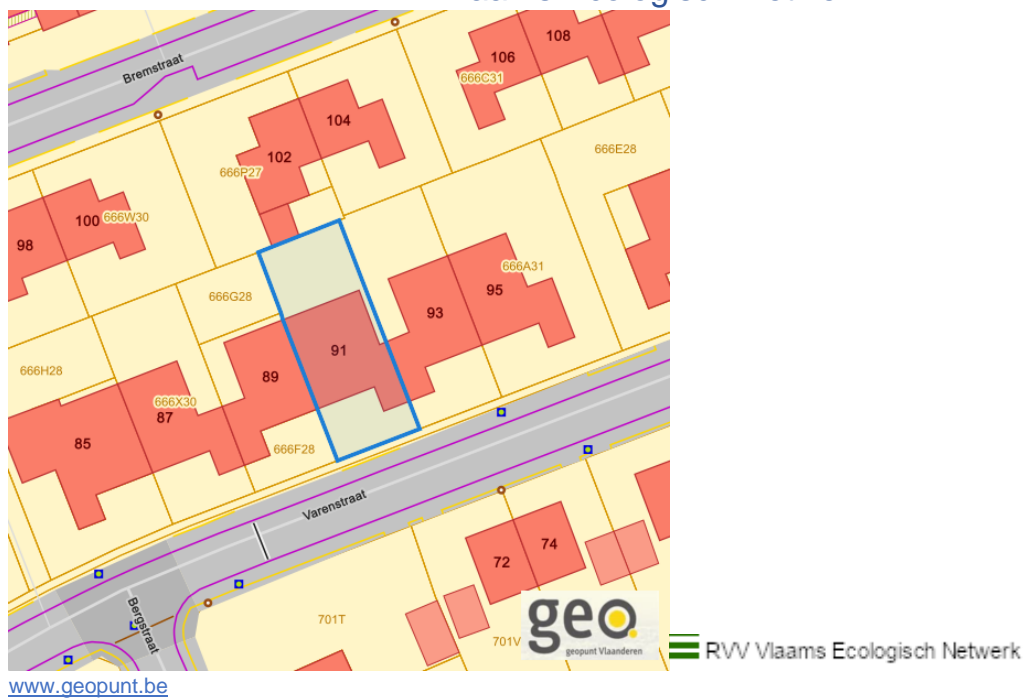 Bremstraat
106
108
666C31
104
102
666P27
666E28
100
666W30
98
666A31
95
666G28
93
91
89
666H28
666X30
87
85
666F28
Varenstraat
72
74
Bergstraat
701T
701V
geo
geopunt Vlaanderen
RVV Vlaams Ecologisch Netwerk
www.geopunt.be